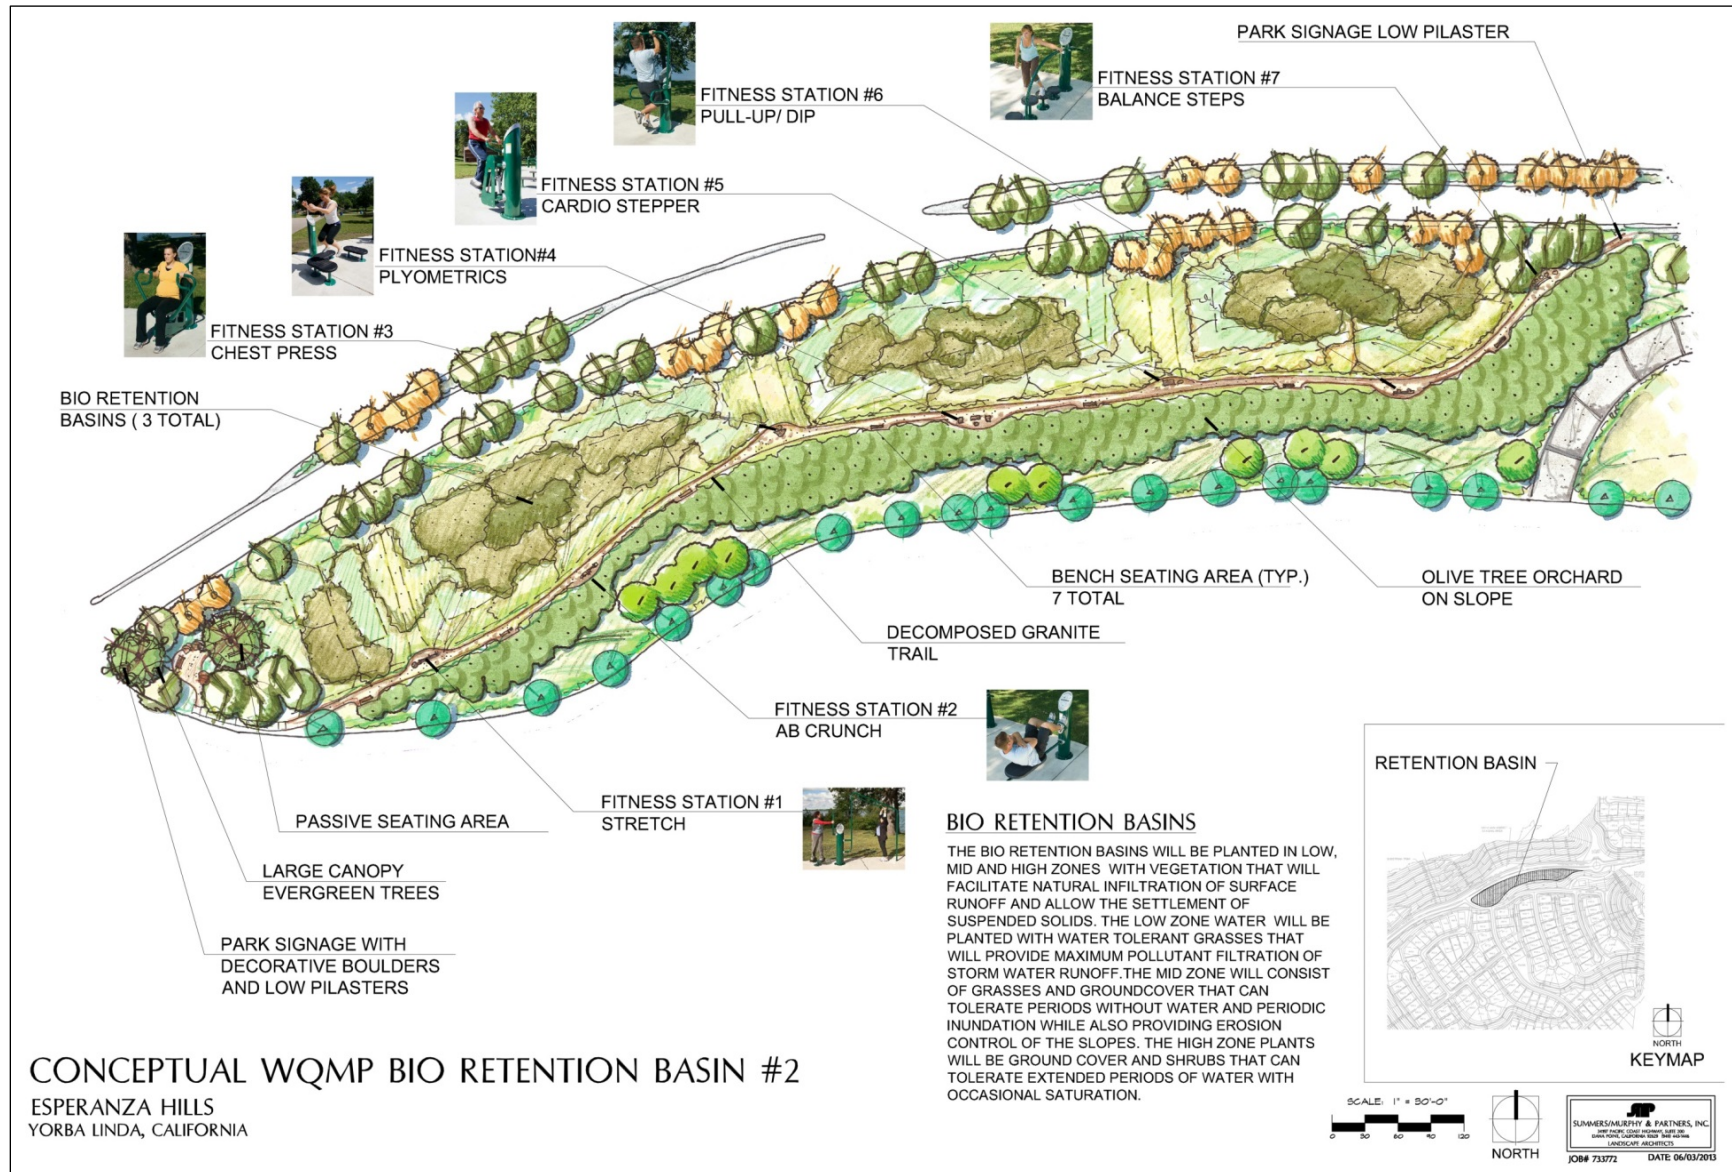 PARK SIGNAGE LOW PILASTER
FITNESS STATION #7
BALANCE STEPS
FITNESS STATION #6
PULL-UP/ DIP
FITNESS STATION #5
CARDIO STEPPER
FITNESS STATION#4
PLYOMETRICS
FITNESS STATION #3
CHEST PRESS
BIO RETENTION
BASINS ( 3 TOTAL)
BENCH SEATING AREA (TYP.)
7 TOTAL
OLIVE TREE ORCHARD
ON SLOPE
DECOMPOSED GRANITE
TRAIL
FITNESS STATION #2
AB CRUNCH
FITNESS STATION #1
STRETCH
PASSIVE SEATING AREA
LARGE CANOPY
EVERGREEN TREES
PARK SIGNAGE WITH
DECORATIVE BOULDERS
AND LOW PILASTERS
BIO RETENTION BASINS
THE BIO RETENTION BASINS WILL BE PLANTED IN LOW,
MID AND HIGH ZONES WITH VEGETATION THAT WILL
FACILITATE NATURAL INFILTRATION OF SURFACE
RUNOFF AND ALLOW THE SETTLEMENT OF
SUSPENDED SOLIDS. THE LOW ZONE WATER WILL BE
PLANTED WITH WATER TOLERANT GRASSES THAT
WILL PROVIDE MAXIMUM POLLUTANT FILTRATION OF
STORM WATER RUNOFF.THE MID ZONE WILL CONSIST
OF GRASSES AND GROUNDCOVER THAT CAN
TOLERATE PERIODS WITHOUT WATER AND PERIODIC
INUNDATION WHILE ALSO PROVIDING EROSION
CONTROL OF THE SLOPES. THE HIGH ZONE PLANTS
WILL BE GROUND COVER AND SHRUBS THAT CAN
TOLERATE EXTENDED PERIODS OF WATER WITH
OCCASIONAL SATURATION.
RETENTION BASIN
NORTH
KEYMAP
CONCEPTUAL WQMP BIO RETENTION BASIN #2
ESPERANZA HILLS
YORBA LINDA, CALIFORNIA
SCALE: 1" = 30'-0"
0 30 60 90 120
NORTH
SUMMERS/MURPHY & PARTNERS, INC.
LANDSCAPE ARCHITECTS
JOB# 733772
DATE: 06/03/2013